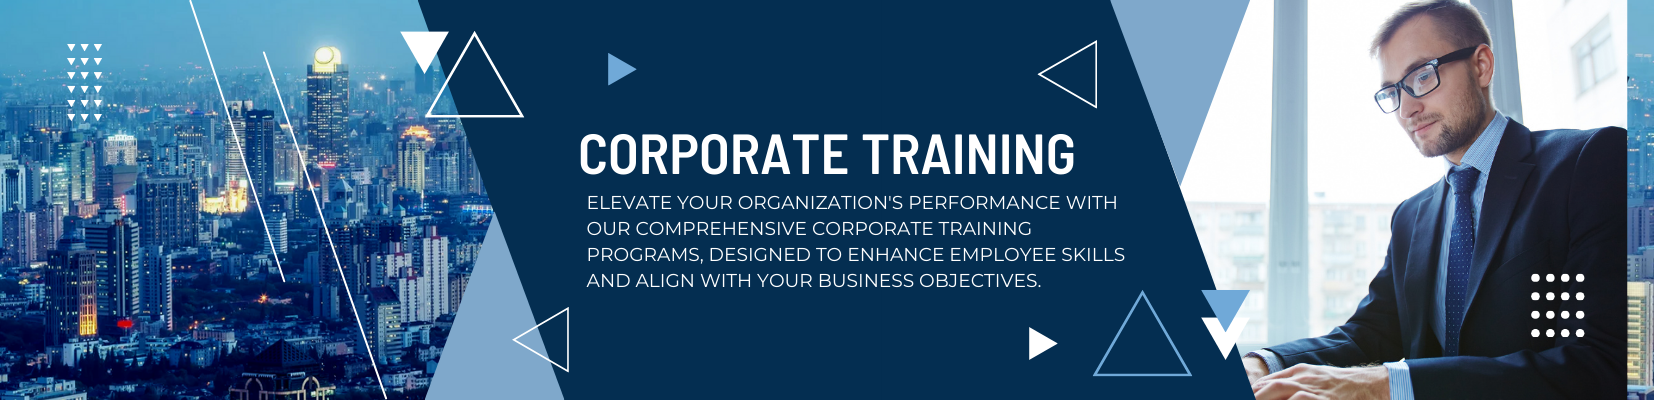 CORPORATE TRAINING
ELEVATE YOUR ORGANIZATION'S PERFORMANCE WITH
OUR COMPREHENSIVE CORPORATE TRAINING
PROGRAMS, DESIGNED TO ENHANCE EMPLOYEE SKILLS
AND ALIGN WITH YOUR BUSINESS OBJECTIVES.